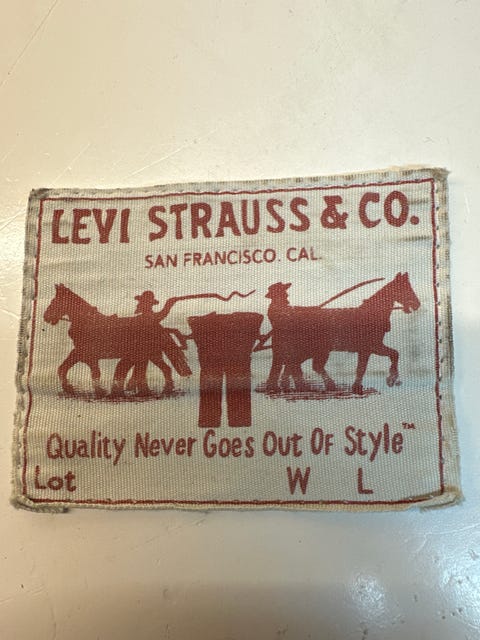 LEVI STRAUSS & CO.
SAN FRANCISCO. CAL.
Quality Never Goes Out Of Style™
Lot W L